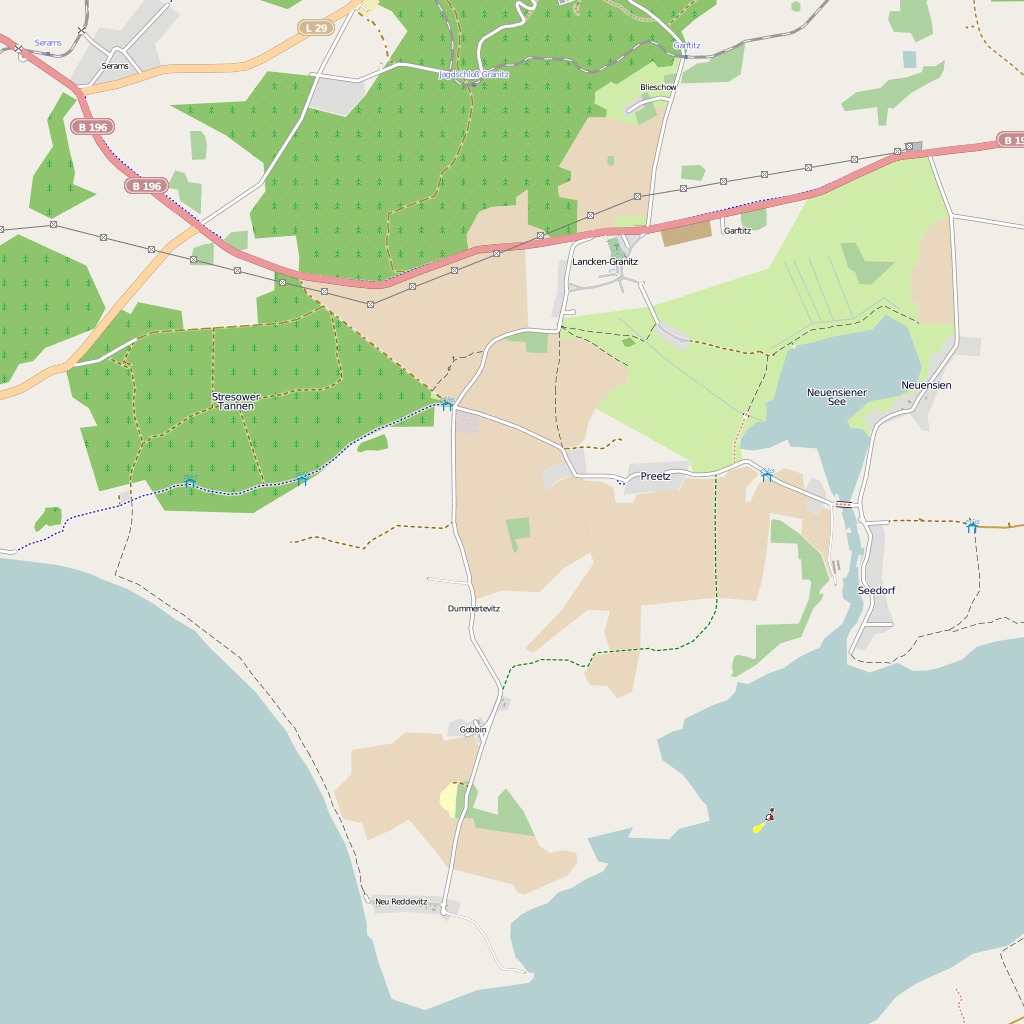 L 29
Serams
Garftitz
Serams
Jagdschloß Granitz
Blieschow
B 196
B 19
B 196
Garftitz
Lancken-Granitz
Neuensien
Neuensiener
See
Stresower
Tannen
Preetz
Seedorf
Dummertevitz
Gobbin
Neu Reddevitz